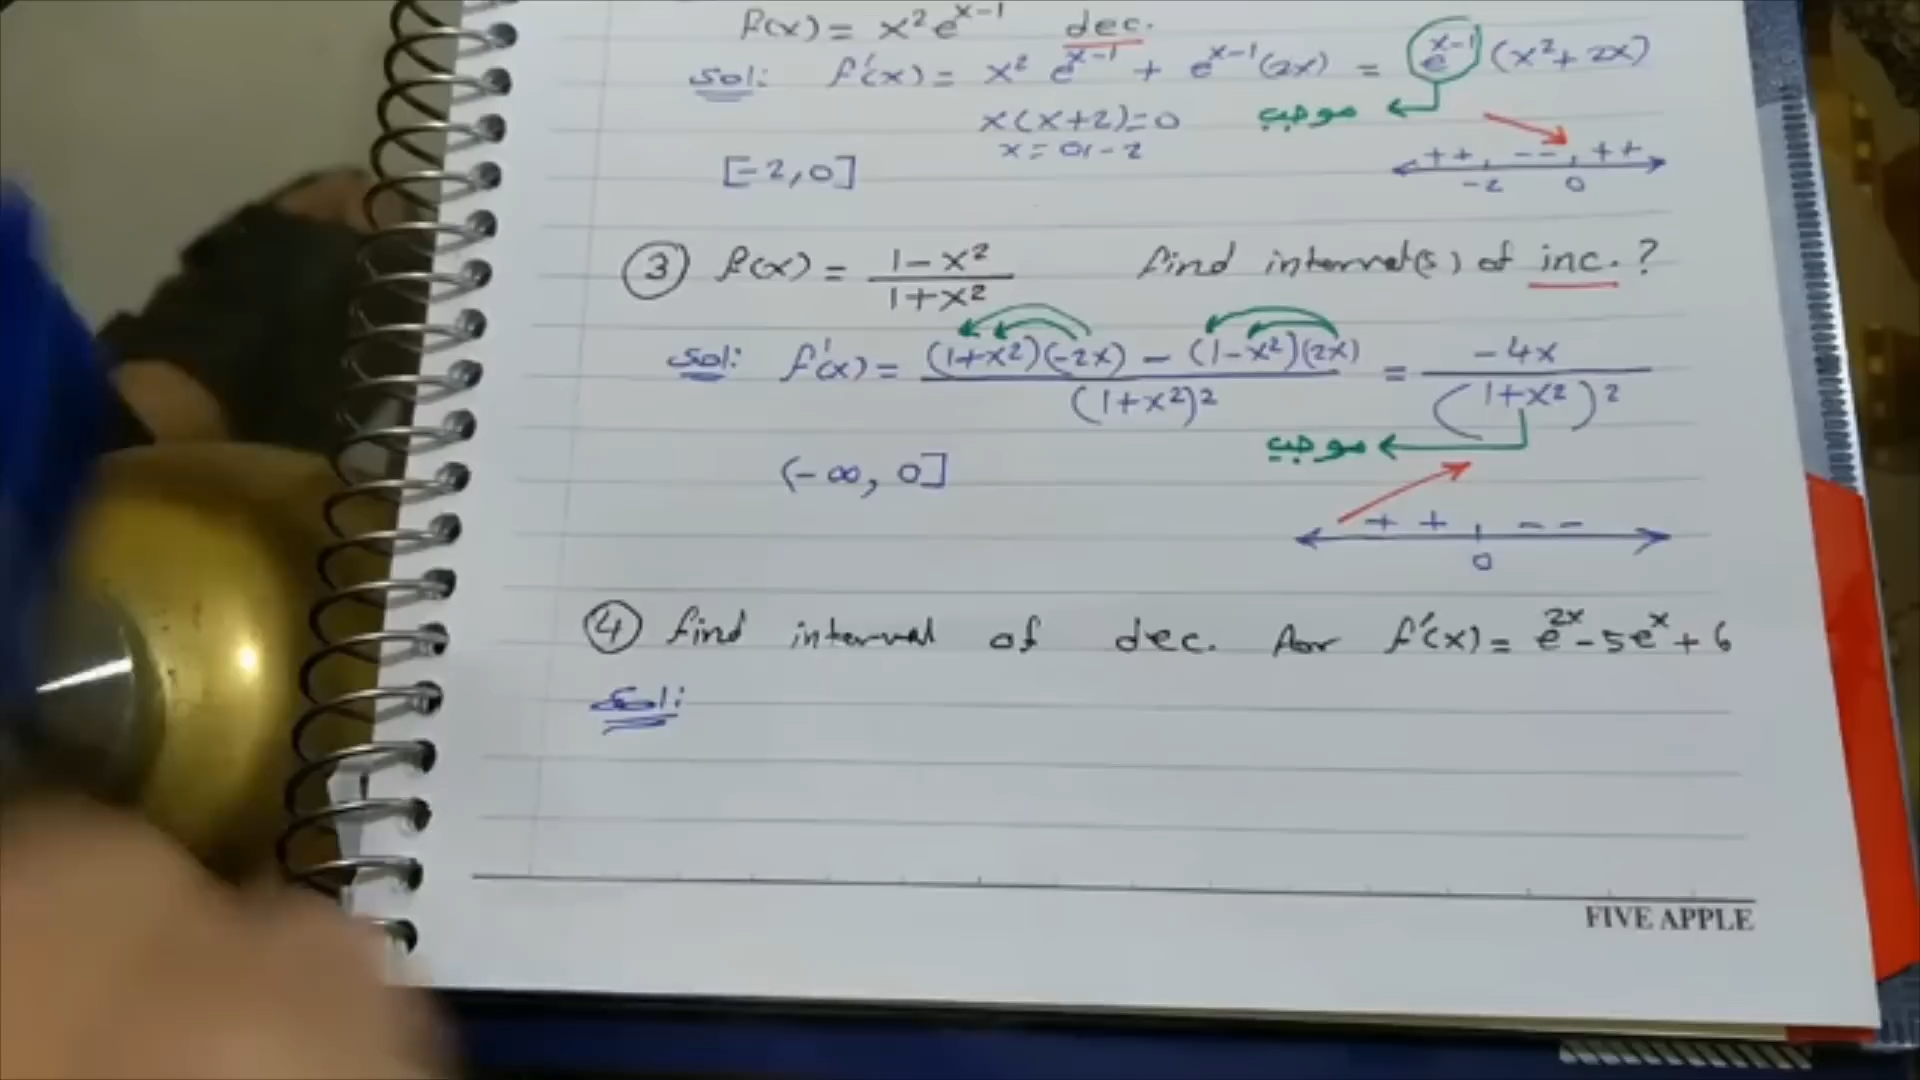 f(x) = x² e^(x-1) dec.
Sol: f'(x) = x² e^(x-1) + e^(x-1) (2x) = e^(x-1) (x² + 2x)
x(x+2) = 0 موجب
x = 0, -2
++ -- ++
[-2, 0]
-2 0
③ f(x) = (1-x²)/(1+x²) find interval(s) of inc. ?
Sol: f'(x) = ((1+x²)(-2x) - (1-x²)(2x))/(1+x²)² = -4x/(1+x²)²
موجب
(-∞, 0]
+ + - -
0
④ find interval of dec. for f'(x) = e^(2x) - 5e^x + 6
Sol:
FIVE APPLE